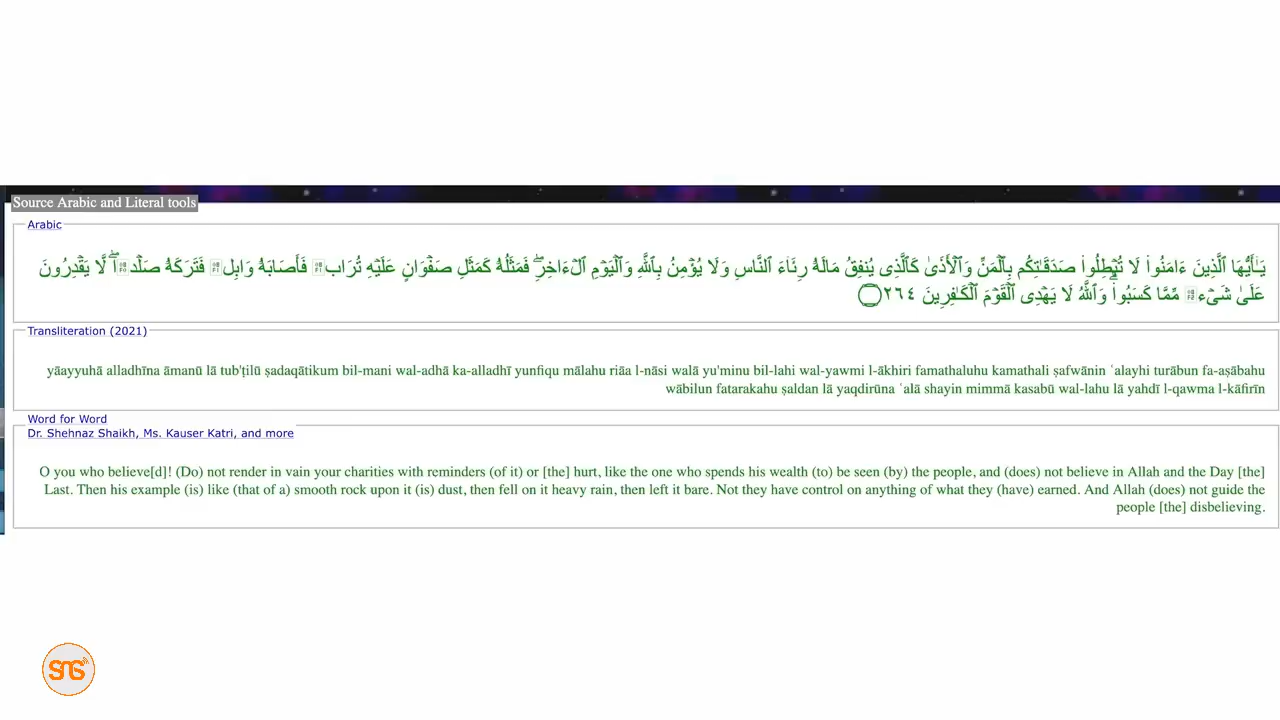 Source Arabic and Literal tools
Arabic
يَـٰٓأَيُّهَا ٱلَّذِينَ ءَامَنُوا۟ لَا تُبْطِلُوا۟ صَدَقَـٰتِكُم بِٱلْمَنِّ وَٱلْأَذَىٰ كَٱلَّذِى يُنفِقُ مَالَهُۥ رِئَآءَ ٱلنَّاسِ وَلَا يُؤْمِنُ بِٱللَّهِ وَٱلْيَوْمِ ٱلْـَٔاخِرِ ۖ فَمَثَلُهُۥ كَمَثَلِ صَفْوَانٍ عَلَيْهِ تُرَاب فَأَصَابَهُۥ وَابِل فَتَرَكَهُۥ صَلْدا ۖ لَّا يَقْدِرُونَ
عَلَىٰ شَىْء مِّمَّا كَسَبُوا۟ ۗ وَٱللَّهُ لَا يَهْدِى ٱلْقَوْمَ ٱلْكَـٰفِرِينَ ٢٦٤
Transliteration (2021)
yāayyuhā alladhīna āmanū lā tub'ṭilū ṣadaqātikum bil-mani wal-adhā ka-alladhī yunfiqu mālahu riāa l-nāsi walā yu'minu bil-lahi wal-yawmi l-ākhiri famathaluhu kamathali ṣafwānin ʿalayhi turābun fa-aṣābahu
wābilun fatarakahu ṣaldan lā yaqdirūna ʿalā shayin mimmā kasabū wal-lahu lā yahdī l-qawma l-kāfirīn
Word for Word
Dr. Shehnaz Shaikh, Ms. Kauser Katri, and more
O you who believe[d]! (Do) not render in vain your charities with reminders (of it) or [the] hurt, like the one who spends his wealth (to) be seen (by) the people, and (does) not believe in Allah and the Day [the]
Last. Then his example (is) like (that of a) smooth rock upon it (is) dust, then fell on it heavy rain, then left it bare. Not they have control on anything of what they (have) earned. And Allah (does) not guide the
people [the] disbelieving.
SNS